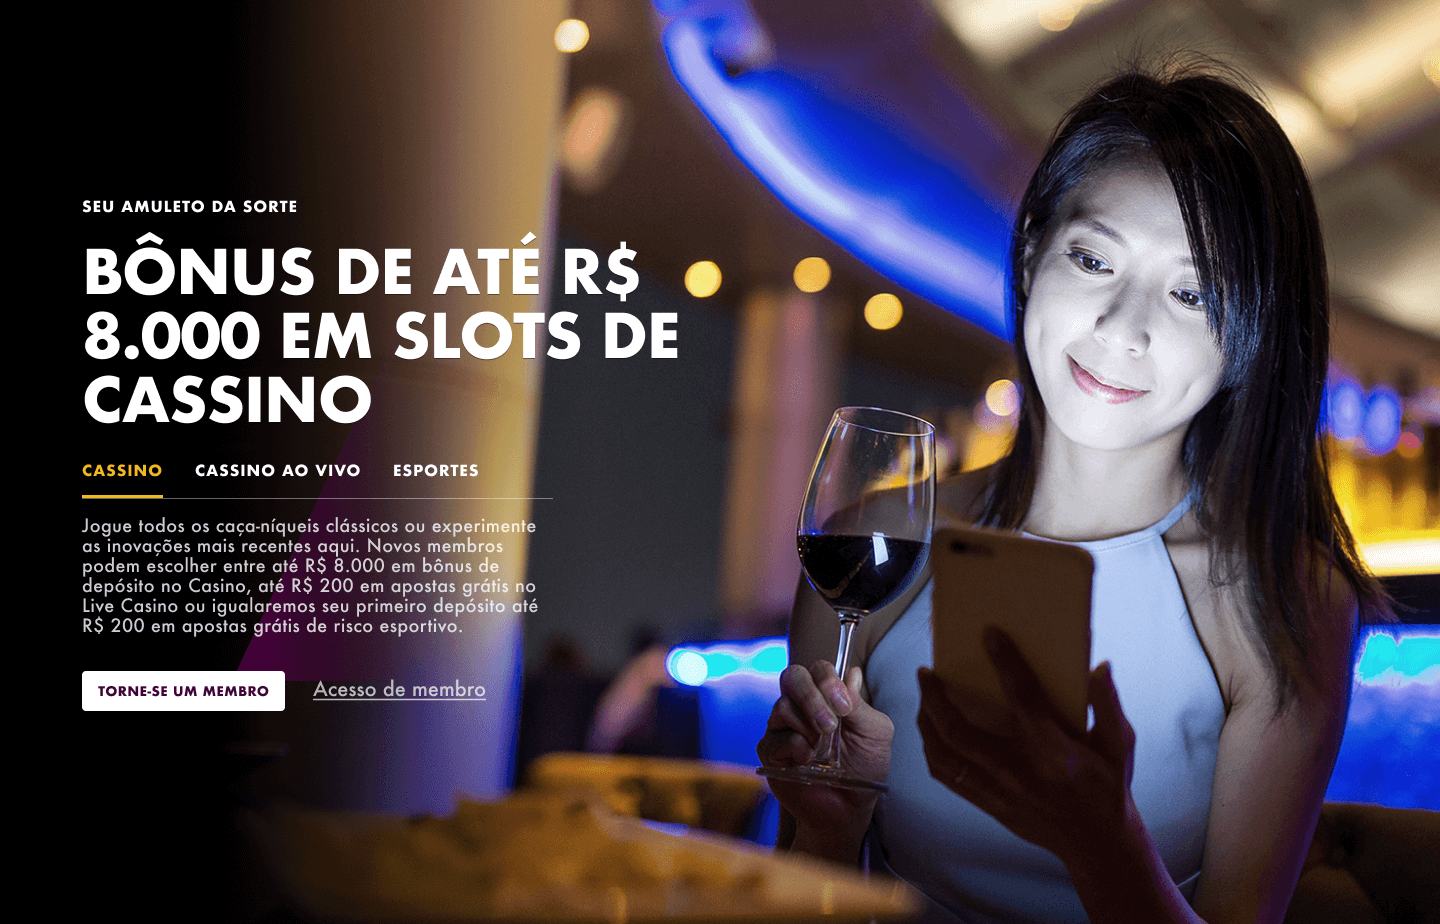 SEU AMULETO DA SORTE
BÔNUS DE ATÉ R$
8.000 EM SLOTS DE
CASSINO
CASSINO CASSINO AO VIVO ESPORTES
Jogue todos os caça-níqueis clássicos ou experimente
as inovações mais recentes aqui. Novos membros
podem escolher entre até R$ 8.000 em bônus de
depósito no Casino, até R$ 200 em apostas grátis no
Live Casino ou igualaremos seu primeiro depósito até
R$ 200 em apostas grátis de risco esportivo.
TORNE-SE UM MEMBRO Acesso de membro